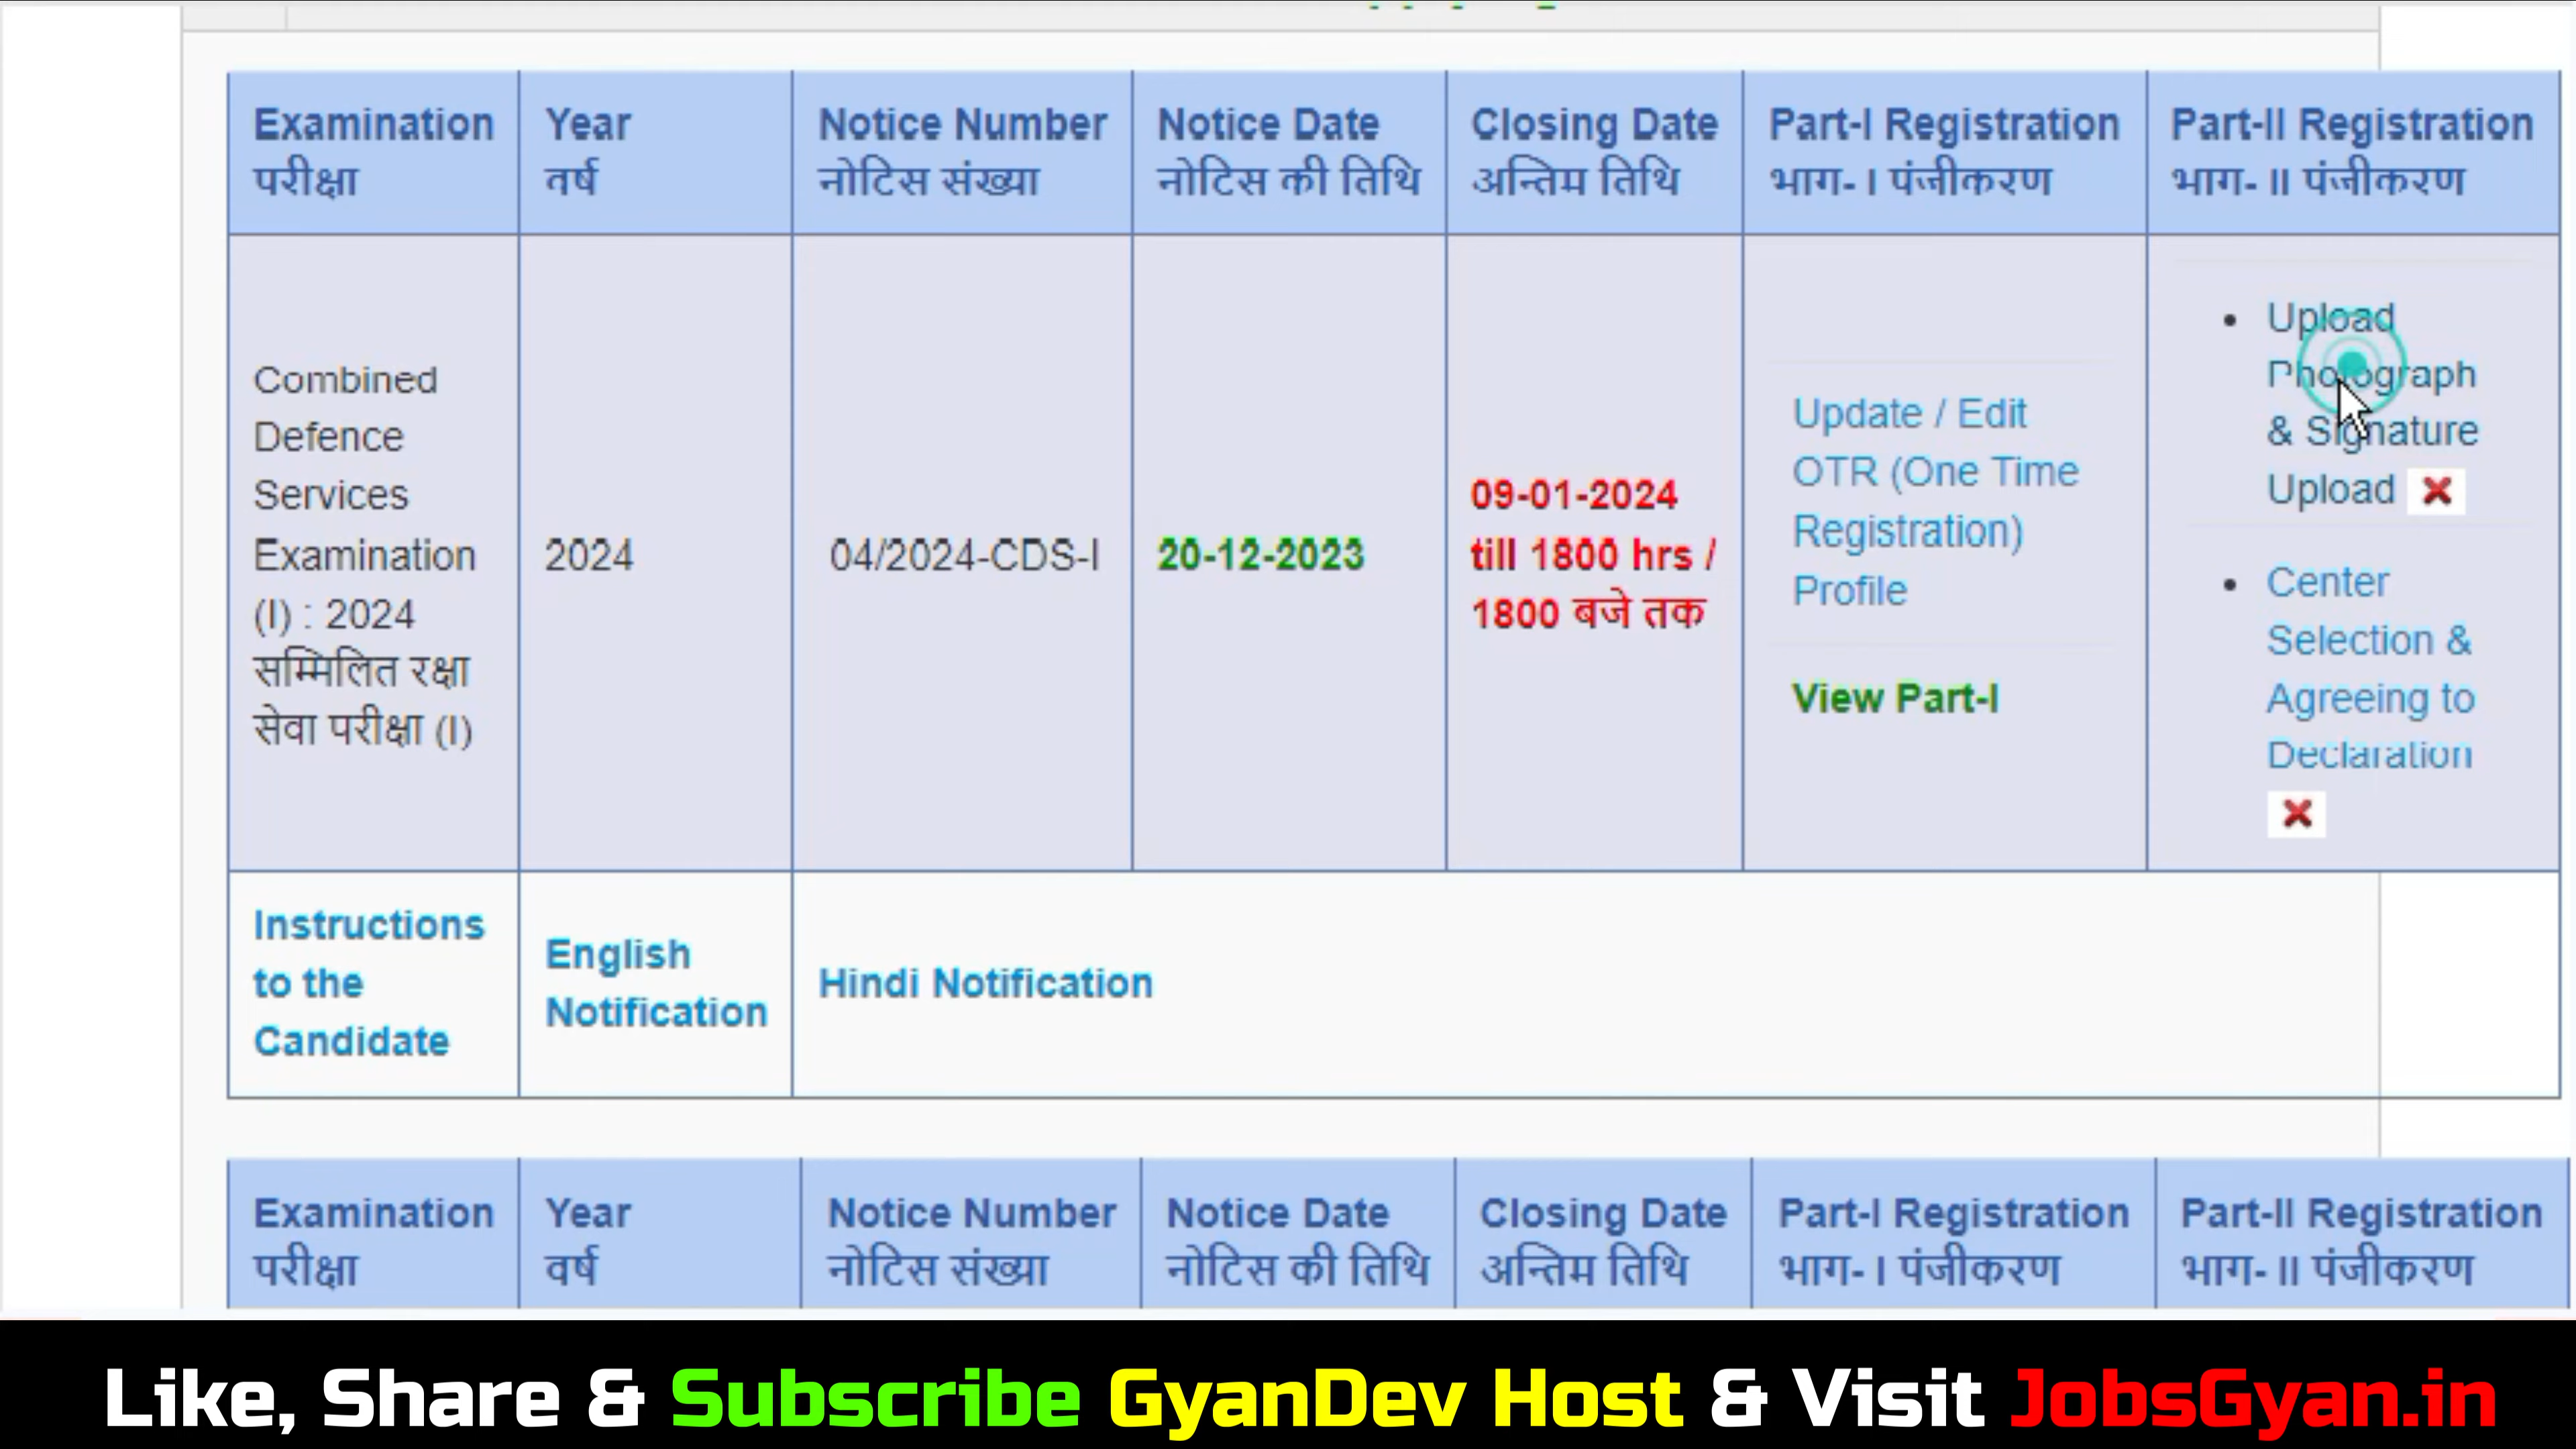 Examination
परीक्षा
Year
वर्ष
Notice Number
नोटिस संख्या
Notice Date
नोटिस की तिथि
Closing Date
अन्तिम तिथि
Part-I Registration
भाग- I पंजीकरण
Part-II Registration
भाग- II पंजीकरण
Combined
Defence
Services
Examination
(I) : 2024
सम्मिलित रक्षा
सेवा परीक्षा (I)
2024
04/2024-CDS-I
20-12-2023
09-01-2024
till 1800 hrs /
1800 बजे तक
Update / Edit
OTR (One Time
Registration)
Profile
View Part-I
Upload
Photograph
& Signature
Upload
Center
Selection &
Agreeing to
Declaration
Instructions
to the
Candidate
English
Notification
Hindi Notification
Examination
परीक्षा
Year
वर्ष
Notice Number
नोटिस संख्या
Notice Date
नोटिस की तिथि
Closing Date
अन्तिम तिथि
Part-I Registration
भाग- I पंजीकरण
Part-II Registration
भाग- II पंजीकरण
Like, Share & Subscribe GyanDev Host & Visit JobsGyan.in